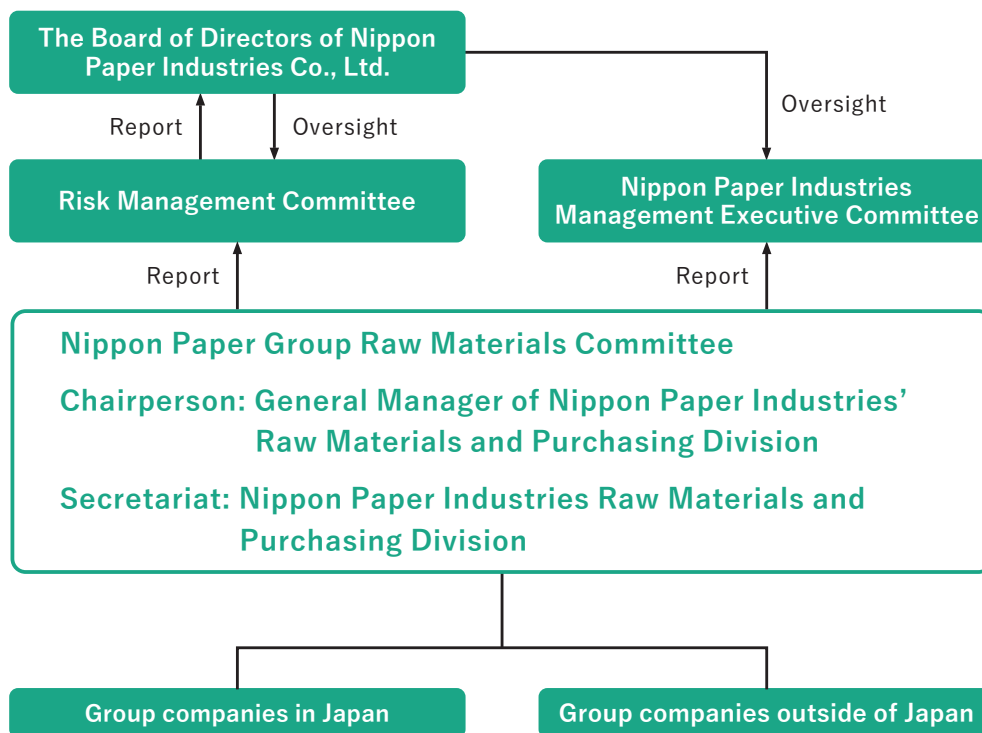 The Board of Directors of Nippon
Paper Industries Co., Ltd.
Report
Oversight
Oversight
Risk Management Committee
Nippon Paper Industries
Management Executive Committee
Report
Report
Nippon Paper Group Raw Materials Committee
Chairperson: General Manager of Nippon Paper Industries’
Raw Materials and Purchasing Division
Secretariat: Nippon Paper Industries Raw Materials and
Purchasing Division
Group companies in Japan
Group companies outside of Japan